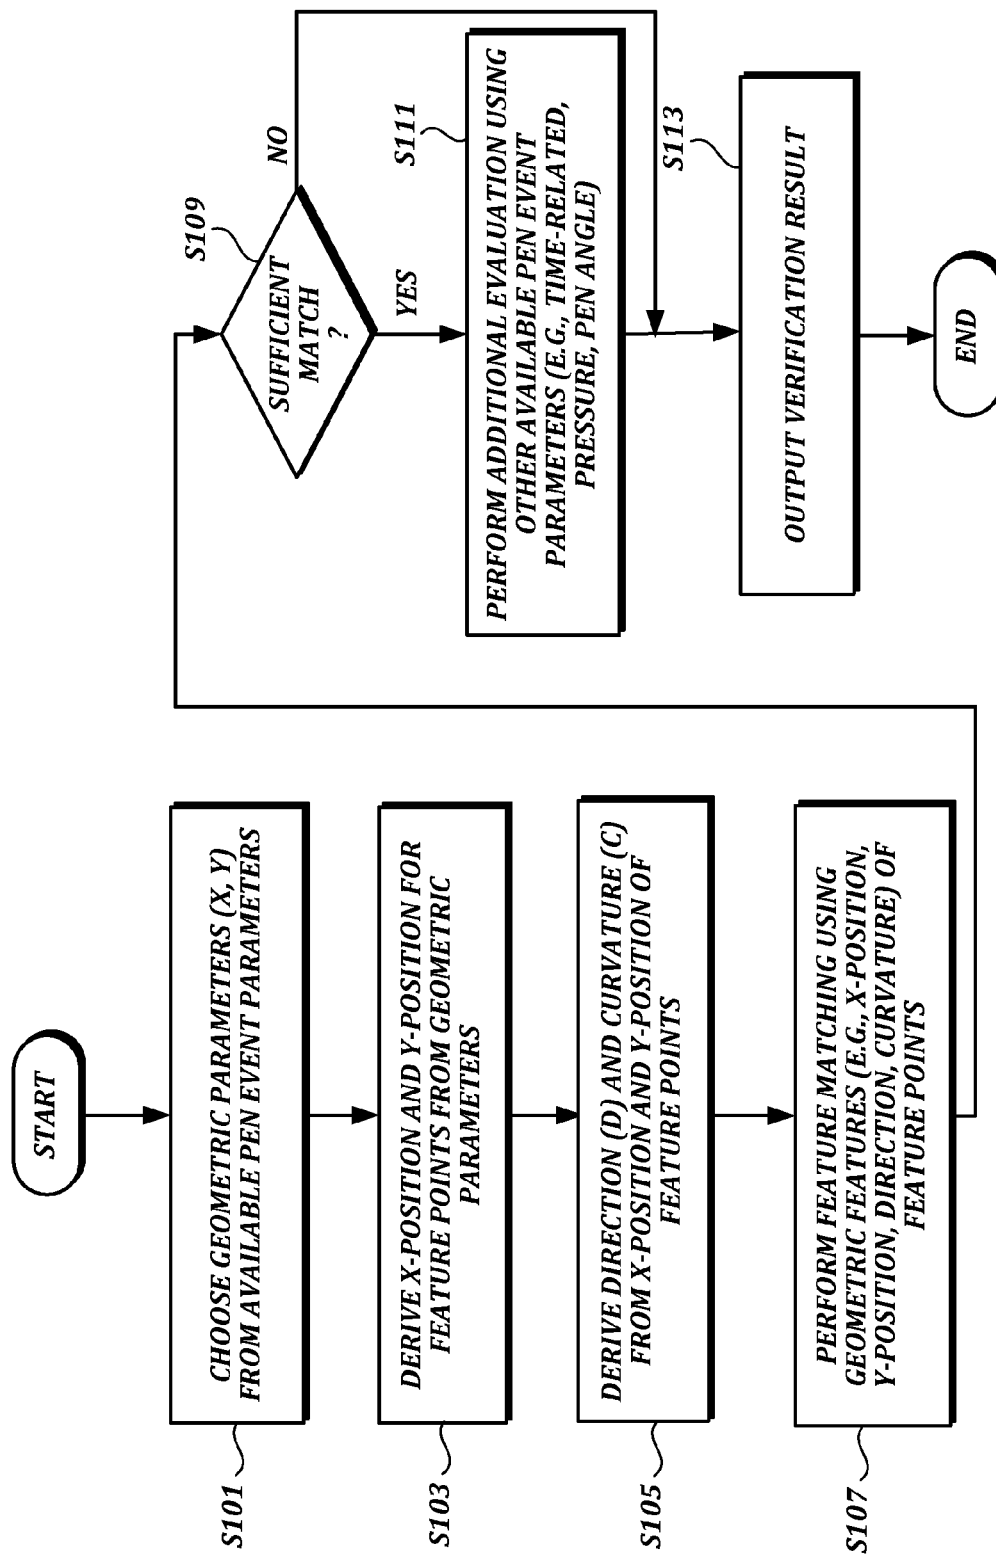 START
S101
CHOOSE GEOMETRIC PARAMETERS (X, Y)
FROM AVAILABLE PEN EVENT PARAMETERS
S103
DERIVE X-POSITION AND Y-POSITION FOR
FEATURE POINTS FROM GEOMETRIC
PARAMETERS
S105
DERIVE DIRECTION (D) AND CURVATURE (C)
FROM X-POSITION AND Y-POSITION OF
FEATURE POINTS
S107
PERFORM FEATURE MATCHING USING
GEOMETRIC FEATURES (E.G., X-POSITION,
Y-POSITION, DIRECTION, CURVATURE) OF
FEATURE POINTS
S109
SUFFICIENT
MATCH
?
NO
YES
S111
PERFORM ADDITIONAL EVALUATION USING
OTHER AVAILABLE PEN EVENT
PARAMETERS (E.G., TIME-RELATED,
PRESSURE, PEN ANGLE)
S113
OUTPUT VERIFICATION RESULT
END